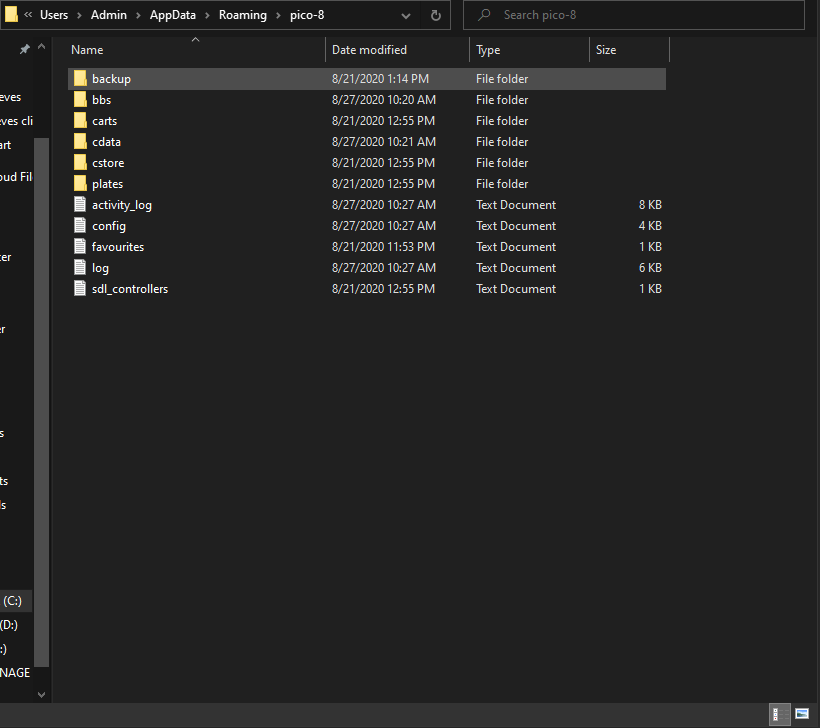 « Users › Admin › AppData › Roaming › pico-8
Search pico-8
Name Date modified Type Size
backup 8/21/2020 1:14 PM File folder
bbs 8/27/2020 10:20 AM File folder
carts 8/21/2020 12:55 PM File folder
cdata 8/27/2020 10:21 AM File folder
cstore 8/21/2020 12:55 PM File folder
plates 8/21/2020 12:55 PM File folder
activity_log 8/27/2020 10:27 AM Text Document 8 KB
config 8/27/2020 10:27 AM Text Document 4 KB
favourites 8/21/2020 11:53 PM Text Document 1 KB
log 8/27/2020 10:27 AM Text Document 6 KB
sdl_controllers 8/21/2020 12:55 PM Text Document 1 KB
eves
eves cli
art
oud Fil
ter
er
s
ts
ls
(C:)
(D:)
:)
NAGE